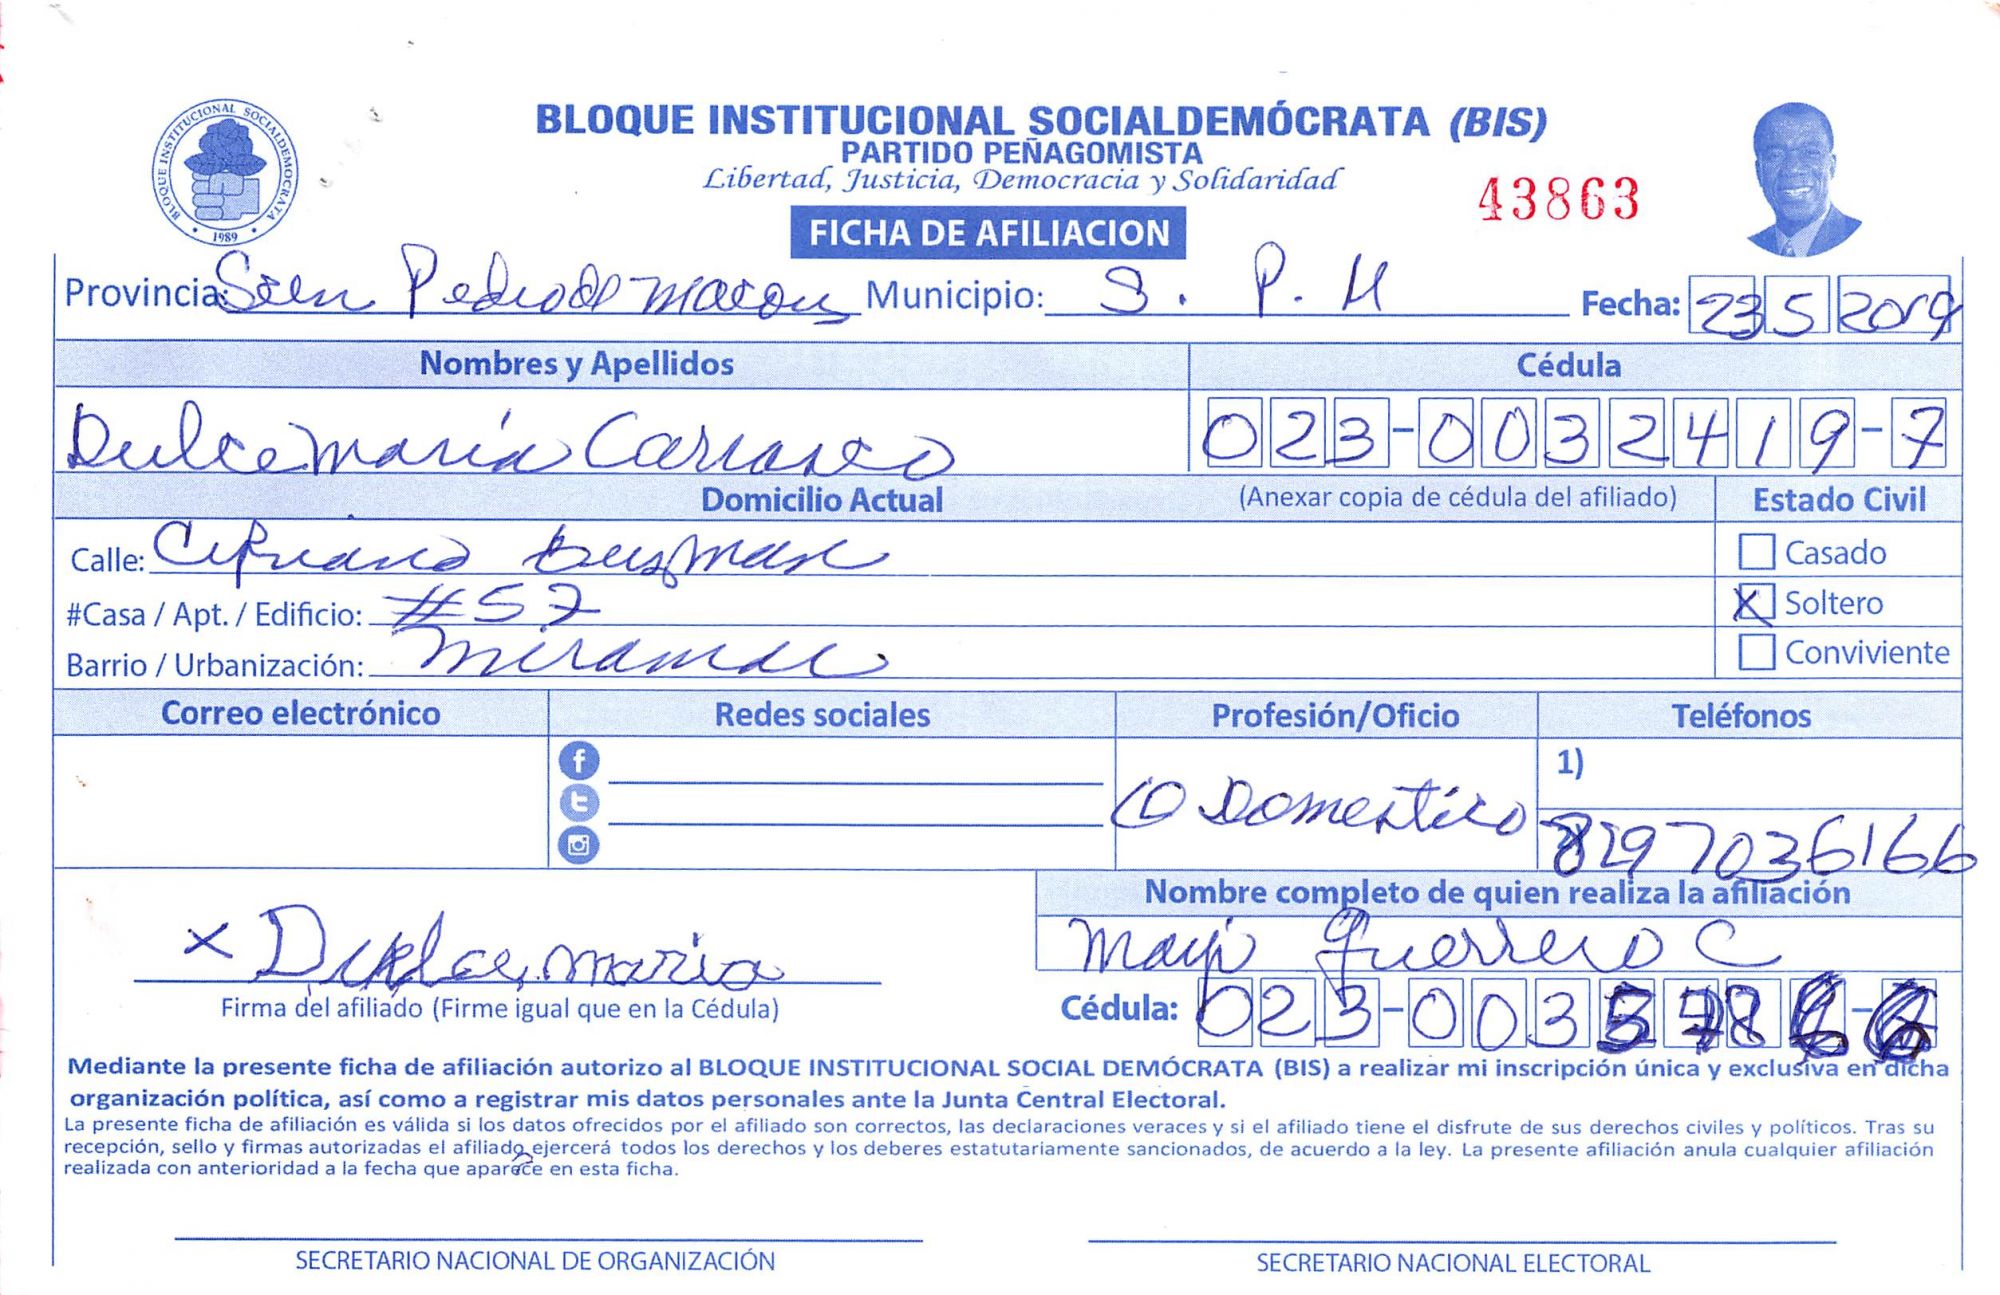 BLOQUE INSTITUCIONAL SOCIALDEMÓCRATA
1989
BLOQUE INSTITUCIONAL SOCIALDEMÓCRATA (BIS)
PARTIDO PEÑAGOMISTA
Libertad, Justicia, Democracia y Solidaridad
43863
FICHA DE AFILIACION
Provincia: San Pedro de macoris Municipio: S. P. M Fecha: 23 5 2019
Nombres y Apellidos Cédula
Dulce maria Carrasco 023-0032419-7
Domicilio Actual (Anexar copia de cédula del afiliado) Estado Civil
Calle: Cipriano Guzman Casado
#Casa / Apt. / Edificio: #57 X Soltero
Barrio / Urbanización: miramar Conviviente
Correo electrónico Redes sociales Profesión/Oficio Teléfonos
1)
Domestico
8297036166
Nombre completo de quien realiza la afiliación
X Dulce maria Guerrero C
Firma del afiliado (Firme igual que en la Cédula) Cédula: 023-003
Mediante la presente ficha de afiliación autorizo al BLOQUE INSTITUCIONAL SOCIAL DEMÓCRATA (BIS) a realizar mi inscripción única y exclusiva en dicha
organización política, así como a registrar mis datos personales ante la Junta Central Electoral.
La presente ficha de afiliación es válida si los datos ofrecidos por el afiliado son correctos, las declaraciones veraces y si el afiliado tiene el disfrute de sus derechos civiles y políticos. Tras su
recepción, sello y firmas autorizadas el afiliado ejercerá todos los derechos y los deberes estatutariamente sancionados, de acuerdo a la ley. La presente afiliación anula cualquier afiliación
realizada con anterioridad a la fecha que aparece en esta ficha.
SECRETARIO NACIONAL DE ORGANIZACIÓN SECRETARIO NACIONAL ELECTORAL